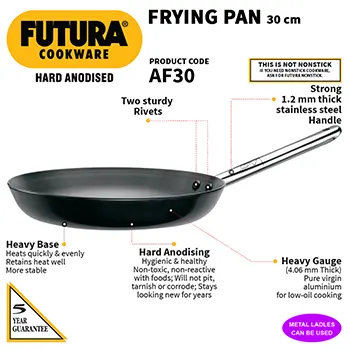 FUTURA®
COOKWARE
HARD ANODISED
FRYING PAN 30 cm
PRODUCT CODE
AF30
THIS IS NOT NONSTICK
IF YOU NEED NONSTICK COOKWARE,
ASK FOR FUTURA NONSTICK.
Strong
1.2 mm thick
stainless steel
Handle
Two sturdy
Rivets
Heavy Base
Heats quickly & evenly
Retains heat well
More stable
Hard Anodising
Hygienic & healthy
Non-toxic, non-reactive
with foods; Will not pit,
tarnish or corrode; Stays
looking new for years
Heavy Gauge
(4.06 mm Thick)
Pure virgin
aluminium
for low-oil cooking
5
YEAR
GUARANTEE
METAL LADLES
CAN BE USED